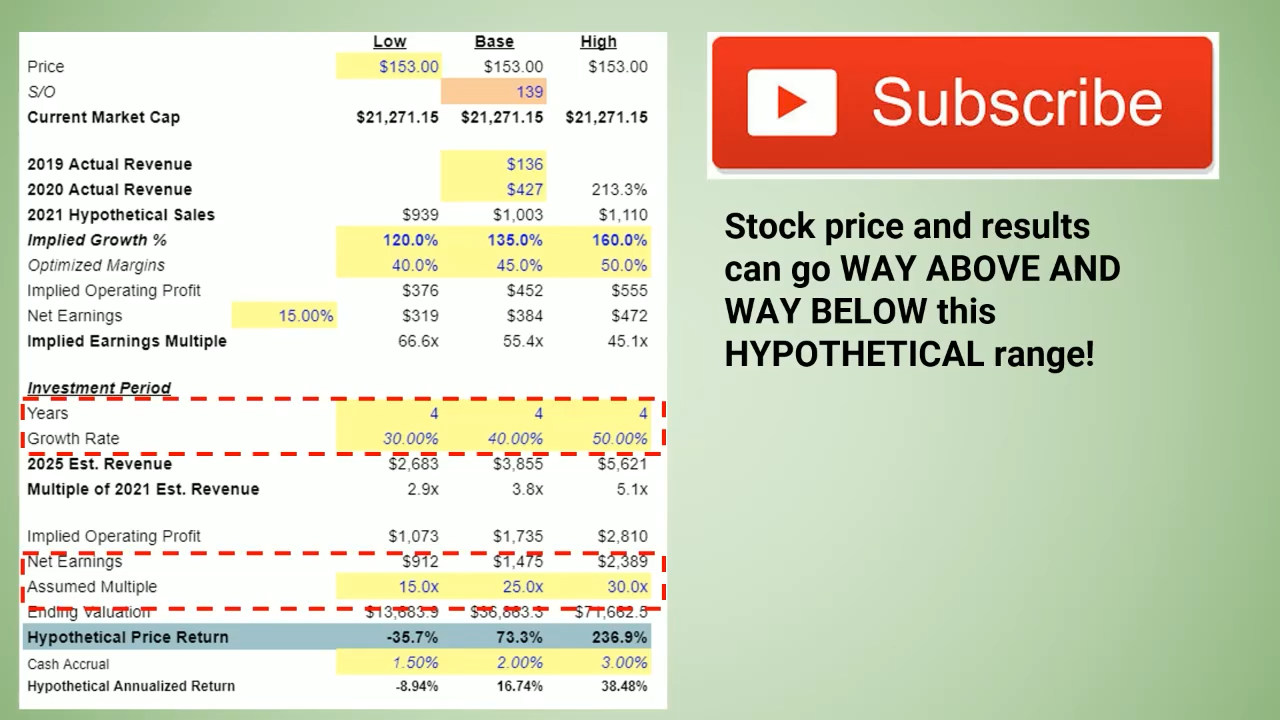 Low Base High
Price $153.00 $153.00 $153.00
S/O 139
Current Market Cap $21,271.15 $21,271.15 $21,271.15
2019 Actual Revenue $136
2020 Actual Revenue $427 213.3%
2021 Hypothetical Sales $939 $1,003 $1,110
Implied Growth % 120.0% 135.0% 160.0%
Optimized Margins 40.0% 45.0% 50.0%
Implied Operating Profit $376 $452 $555
Net Earnings 15.00% $319 $384 $472
Implied Earnings Multiple 66.6x 55.4x 45.1x
Investment Period
Years 4 4 4
Growth Rate 30.00% 40.00% 50.00%
2025 Est. Revenue $2,683 $3,855 $5,621
Multiple of 2021 Est. Revenue 2.9x 3.8x 5.1x
Implied Operating Profit $1,073 $1,735 $2,810
Net Earnings $912 $1,475 $2,389
Assumed Multiple 15.0x 25.0x 30.0x
Ending Valuation $13,683.9 $36,863.3 $71,662.5
Hypothetical Price Return -35.7% 73.3% 236.9%
Cash Accrual 1.50% 2.00% 3.00%
Hypothetical Annualized Return -8.94% 16.74% 38.48%
Subscribe
Stock price and results
can go WAY ABOVE AND
WAY BELOW this
HYPOTHETICAL range!